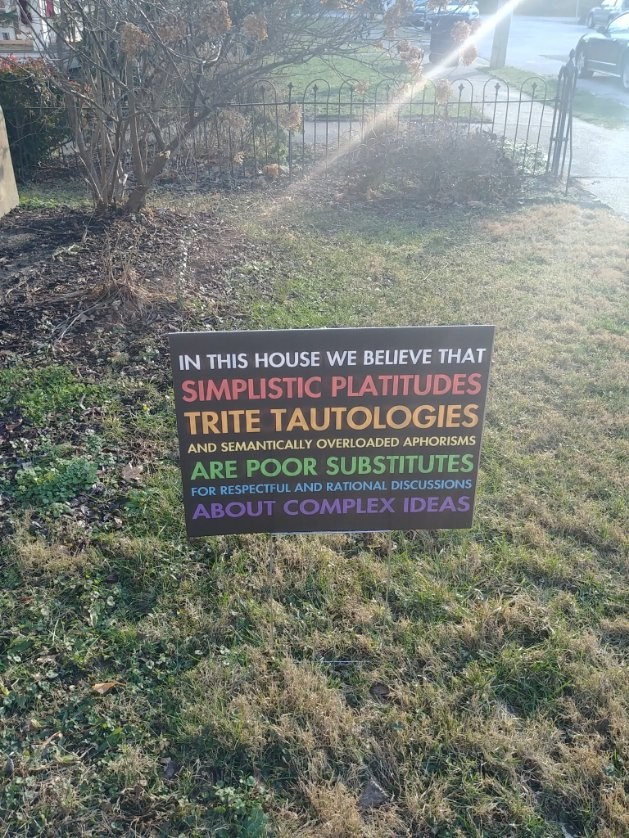 IN THIS HOUSE WE BELIEVE THAT
SIMPLISTIC PLATITUDES
TRITE TAUTOLOGIES
AND SEMANTICALLY OVERLOADED APHORISMS
ARE POOR SUBSTITUTES
FOR RESPECTFUL AND RATIONAL DISCUSSIONS
ABOUT COMPLEX IDEAS